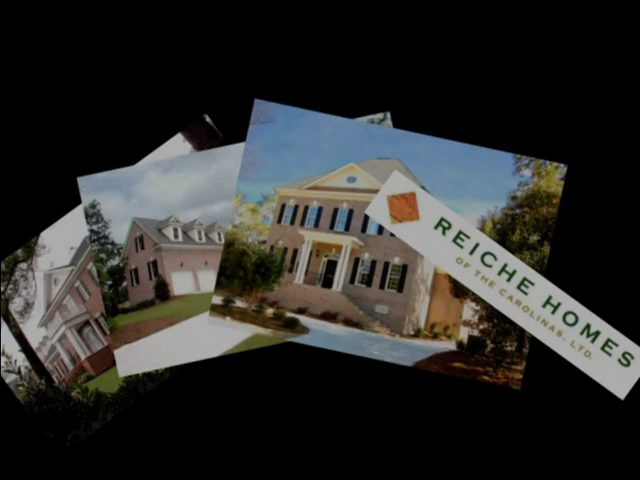 REICHE HOMES
OF THE CAROLINAS, LTD.